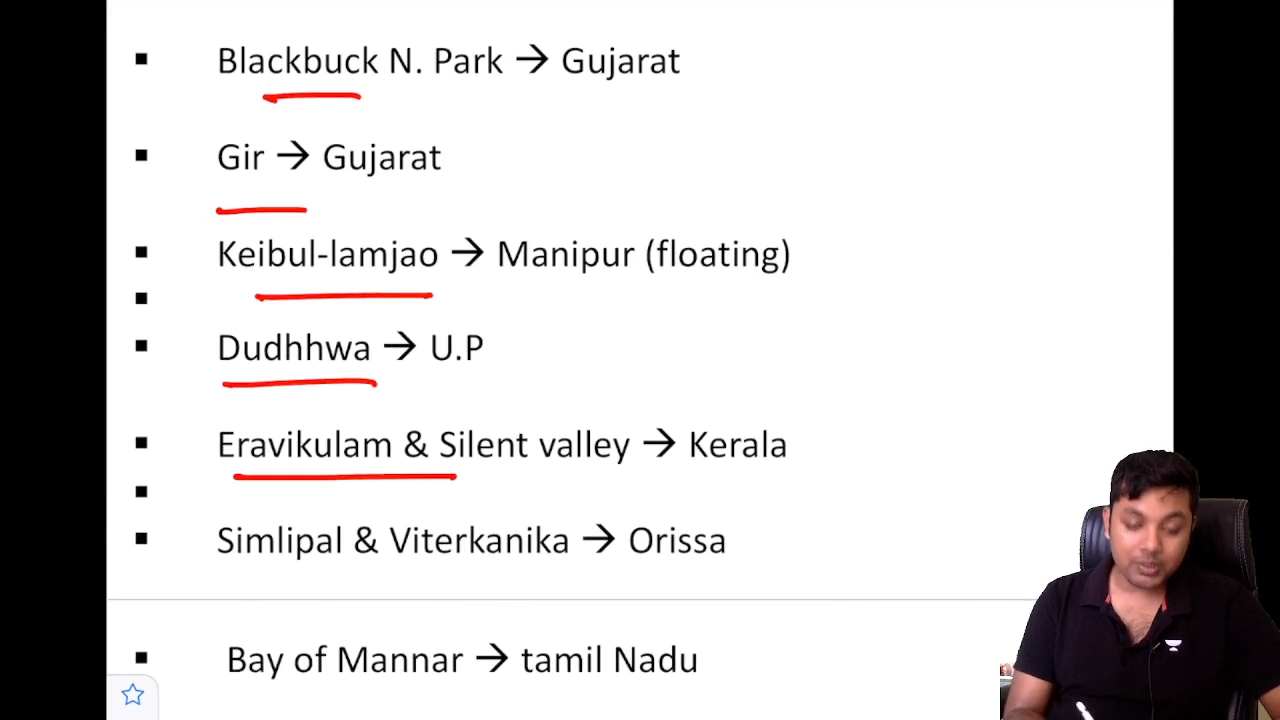 ▪ Blackbuck N. Park → Gujarat
▪ Gir → Gujarat
▪ Keibul-lamjao → Manipur (floating)
▪
▪ Dudhhwa → U.P
▪ Eravikulam & Silent valley → Kerala
▪
▪ Simlipal & Viterkanika → Orissa
▪ Bay of Mannar → tamil Nadu